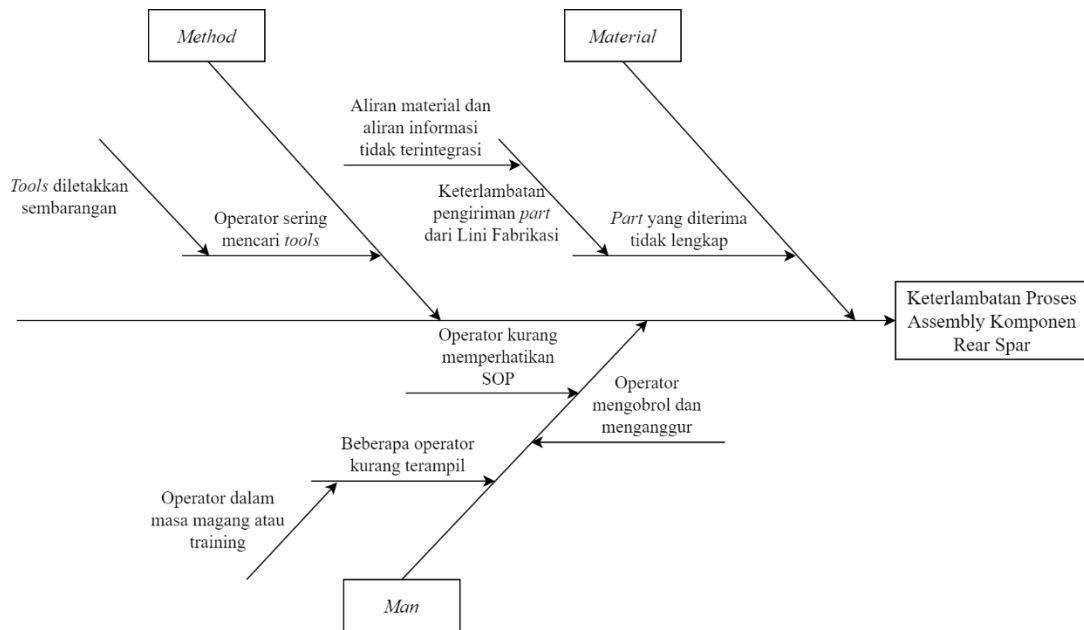 Method
Material
Aliran material dan
aliran informasi
tidak terintegrasi
Tools diletakkan
sembarangan
Operator sering
mencari tools
Keterlambatan
pengiriman part
dari Lini Fabrikasi
Part yang diterima
tidak lengkap
Keterlambatan Proses
Assembly Komponen
Rear Spar
Operator kurang
memperhatikan
SOP
Operator
mengobrol dan
menganggur
Beberapa operator
kurang terampil
Operator dalam
masa magang atau
training
Man